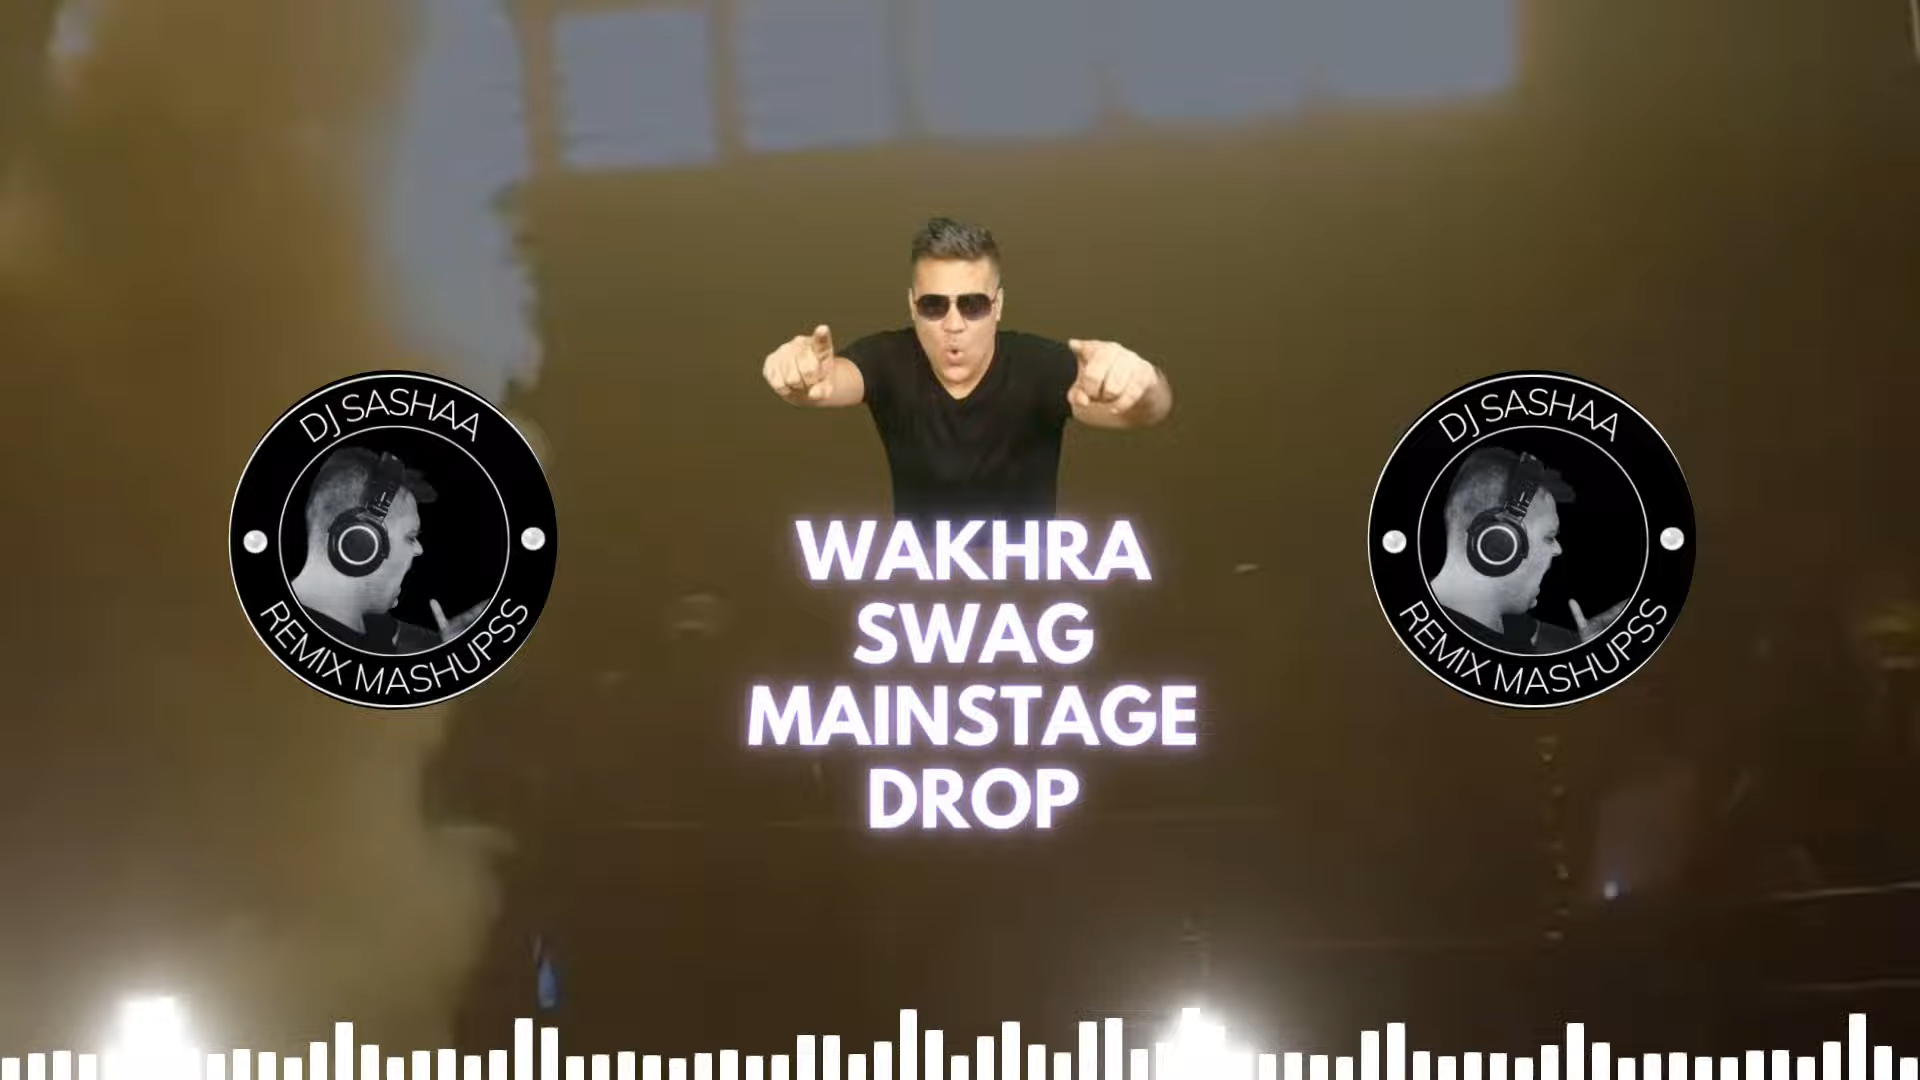 DJ SASHAA
REMIX MASHUPSS
WAKHRA
SWAG
MAINSTAGE
DROP
DJ SASHAA
REMIX MASHUPSS